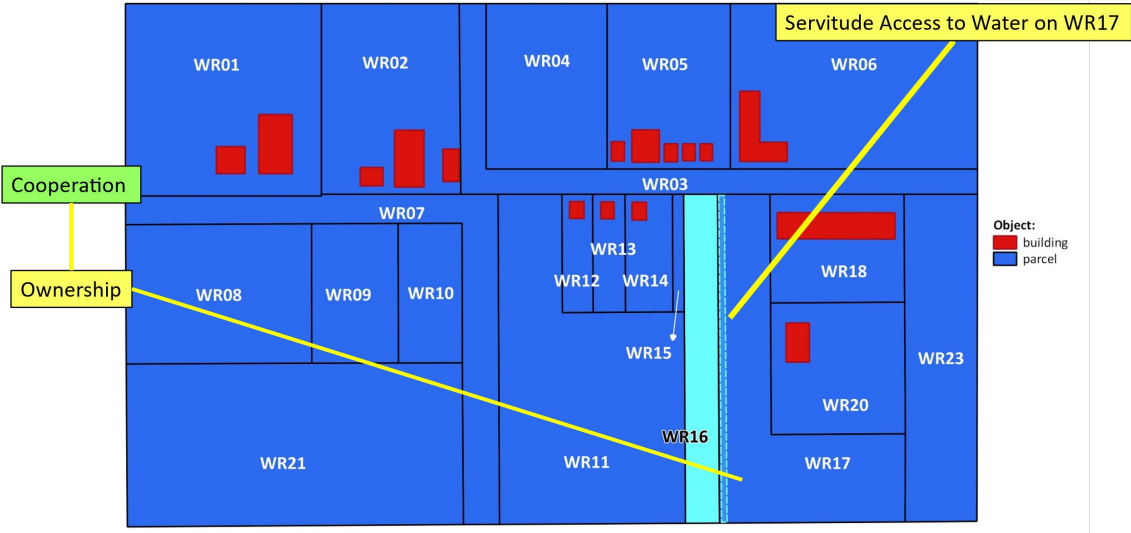 Servitude Access to Water on WR17
WR01
WR02
WR04
WR05
WR06
Cooperation
WR03
WR07
Object:
building
parcel
WR13
WR12
WR14
WR18
Ownership
WR08
WR09
WR10
WR15
WR23
WR20
WR16
WR21
WR11
WR17